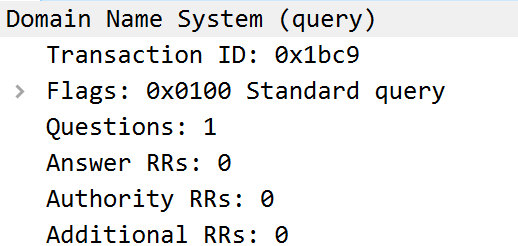 Domain Name System (query)
Transaction ID: 0x1bc9
Flags: 0x0100 Standard query
Questions: 1
Answer RRs: 0
Authority RRs: 0
Additional RRs: 0